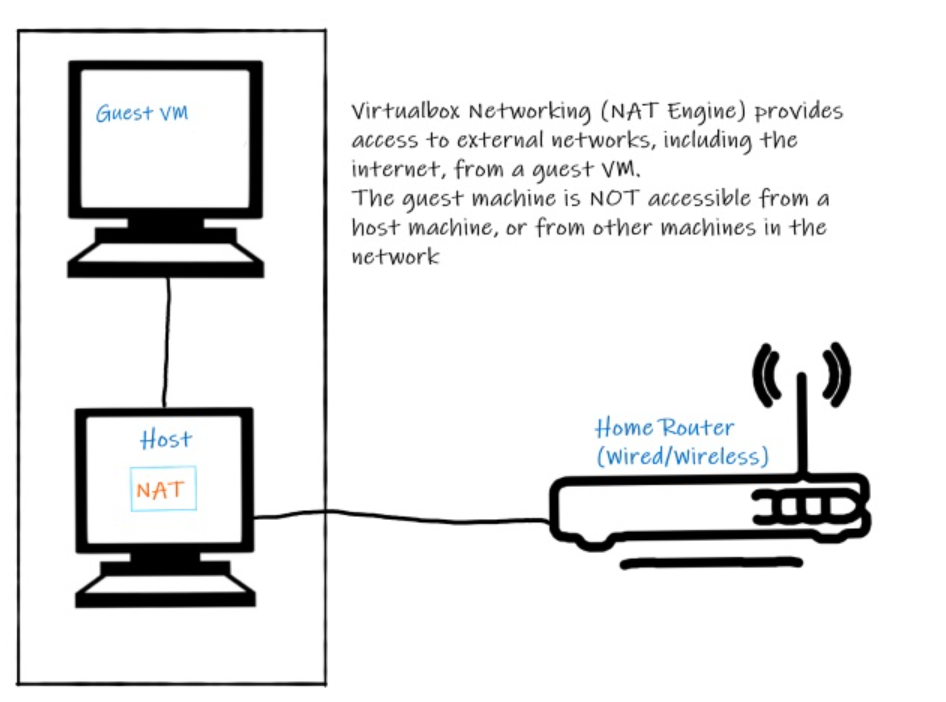 Guest VM
Virtualbox Networking (NAT Engine) provides
access to external networks, including the
internet, from a guest VM.
The guest machine is NOT accessible from a
host machine, or from other machines in the
network
Host
NAT
Home Router
(Wired/Wireless)